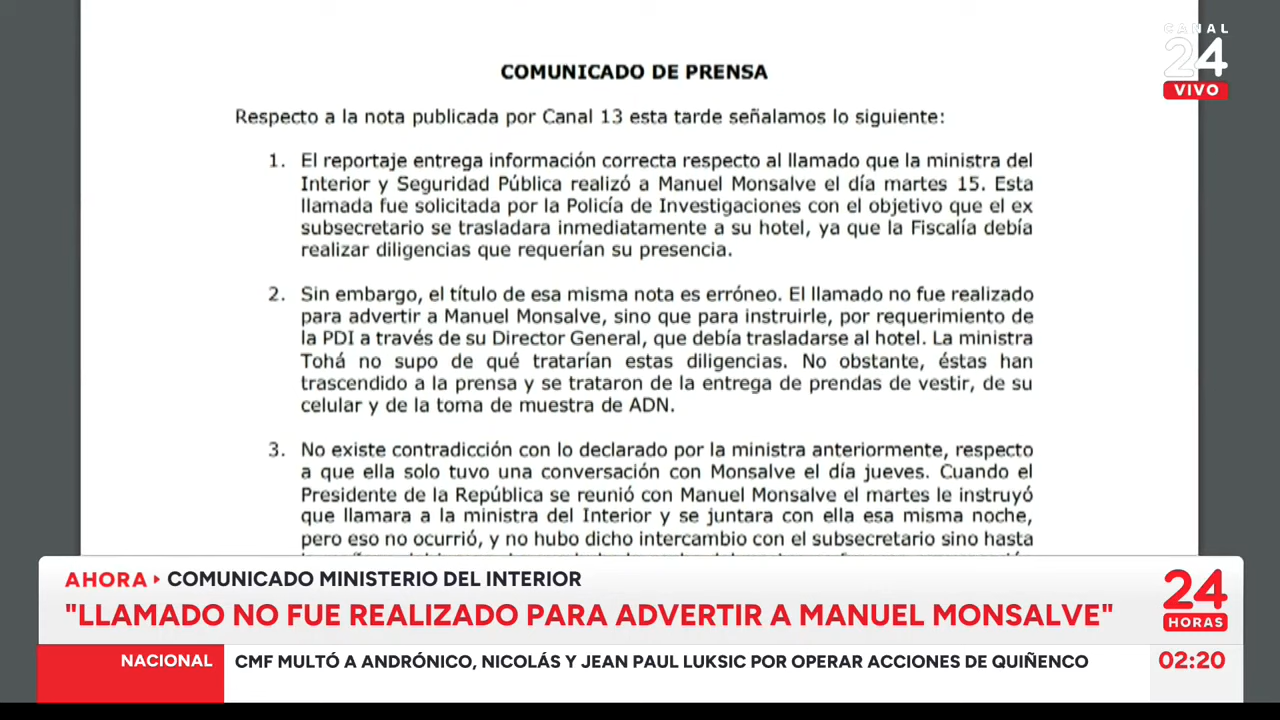 CANAL
24
VIVO
COMUNICADO DE PRENSA
Respecto a la nota publicada por Canal 13 esta tarde señalamos lo siguiente:
1. El reportaje entrega información correcta respecto al llamado que la ministra del
Interior y Seguridad Pública realizó a Manuel Monsalve el día martes 15. Esta
llamada fue solicitada por la Policía de Investigaciones con el objetivo que el ex
subsecretario se trasladara inmediatamente a su hotel, ya que la Fiscalía debía
realizar diligencias que requerían su presencia.
2. Sin embargo, el título de esa misma nota es erróneo. El llamado no fue realizado
para advertir a Manuel Monsalve, sino que para instruirle, por requerimiento de
la PDI a través de su Director General, que debía trasladarse al hotel. La ministra
Tohá no supo de qué tratarían estas diligencias. No obstante, éstas han
trascendido a la prensa y se trataron de la entrega de prendas de vestir, de su
celular y de la toma de muestra de ADN.
3. No existe contradicción con lo declarado por la ministra anteriormente, respecto
a que ella solo tuvo una conversación con Monsalve el día jueves. Cuando el
Presidente de la República se reunió con Manuel Monsalve el martes le instruyó
que llamara a la ministra del Interior y se juntara con ella esa misma noche,
pero eso no ocurrió, y no hubo dicho intercambio con el subsecretario sino hasta
AHORA COMUNICADO MINISTERIO DEL INTERIOR
"LLAMADO NO FUE REALIZADO PARA ADVERTIR A MANUEL MONSALVE"
24
HORAS
NACIONAL CMF MULTÓ A ANDRÓNICO, NICOLÁS Y JEAN PAUL LUKSIC POR OPERAR ACCIONES DE QUIÑENCO
02:20